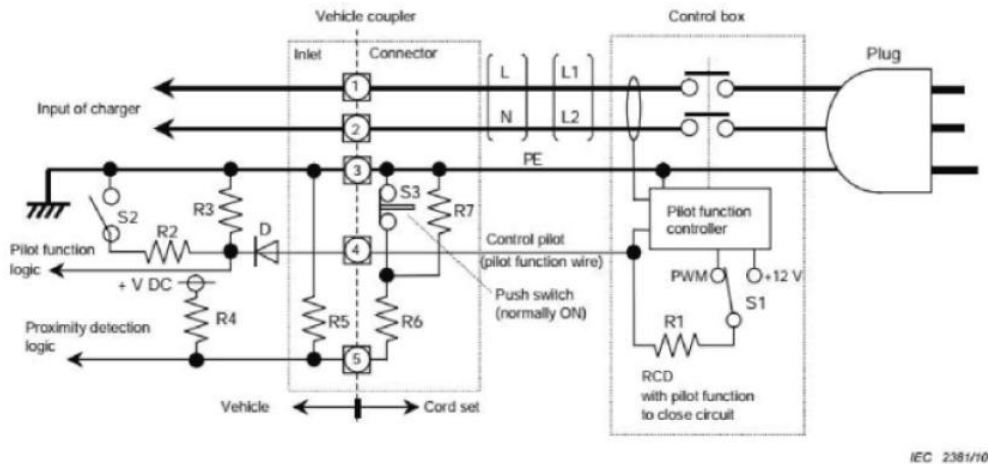 Vehicle coupler
Control box
Inlet
Connector
Plug
L
L1
1
Input of charger
N
L2
2
PE
3
S3
S2
R3
R7
Pilot function
controller
R2
D
4
Control pilot
(pilot function wire)
Pilot function
logic
+ V DC
PWM
+12 V
S1
Push switch
(normally ON)
R4
R5
R6
R1
Proximity detection
logic
5
RCD
with pilot function
to close circuit
Vehicle
Cord set
IEC 2381/10